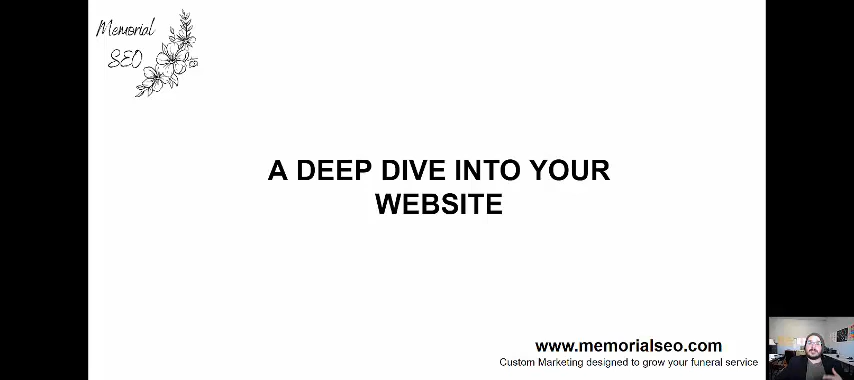 Memorial
SEO
A DEEP DIVE INTO YOUR
WEBSITE
www.memorialseo.com
Custom Marketing designed to grow your funeral service